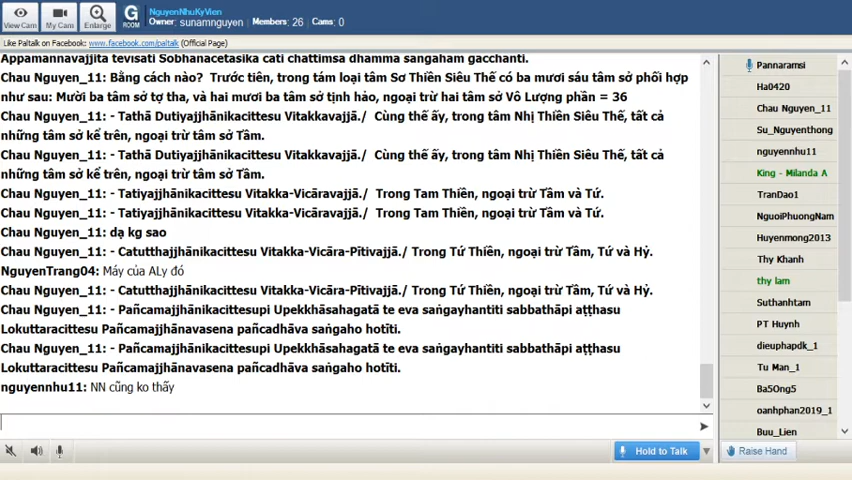 NguyenNhuKyVien
Owner: sunamnguyen Members: 26 Cams: 0
View Cam
My Cam
Enlarge
G
ROOM
Like Paltalk on Facebook: www.facebook.com/paltalk (Official Page)
Appamannavajjita tevisati Sobhanacetasika cati chattimsa dhamma sangaham gacchanti.
Chau Nguyen_11: Bằng cách nào? Trước tiên, trong tám loại tâm Sơ Thiền Siêu Thế có ba mươi sáu tâm sở phối hợp
như sau: Mười ba tâm sở tợ tha, và hai mươi ba tâm sở tịnh hảo, ngoại trừ hai tâm sở Vô Lượng phần = 36
Chau Nguyen_11: - Tathā Dutiyajjhānikacittesu Vitakkavajjā./ Cùng thế ấy, trong tâm Nhị Thiền Siêu Thế, tất cả
những tâm sở kể trên, ngoại trừ tâm sở Tầm.
Chau Nguyen_11: - Tathā Dutiyajjhānikacittesu Vitakkavajjā./ Cùng thế ấy, trong tâm Nhị Thiền Siêu Thế, tất cả
những tâm sở kể trên, ngoại trừ tâm sở Tầm.
Chau Nguyen_11: - Tatiyajjhānikacittesu Vitakka-Vicāravajjā./ Trong Tam Thiền, ngoại trừ Tầm và Tứ.
Chau Nguyen_11: - Tatiyajjhānikacittesu Vitakka-Vicāravajjā./ Trong Tam Thiền, ngoại trừ Tầm và Tứ.
Chau Nguyen_11: dạ kg sao
Chau Nguyen_11: - Catutthajjhānikacittesu Vitakka-Vicāra-Pītivajjā./ Trong Tứ Thiền, ngoại trừ Tầm, Tứ và Hỷ.
NguyenTrang04: Máy của ALy đó
Chau Nguyen_11: - Catutthajjhānikacittesu Vitakka-Vicāra-Pītivajjā./ Trong Tứ Thiền, ngoại trừ Tầm, Tứ và Hỷ.
Chau Nguyen_11: - Pañcamajjhānikacittesupi Upekkhāsahagatā te eva saṅgayhantiti sabbathāpi aṭṭhasu
Lokuttaracittesu Pañcamajjhānavasena pañcadhāva saṅgaho hotīti.
Chau Nguyen_11: - Pañcamajjhānikacittesupi Upekkhāsahagatā te eva saṅgayhantiti sabbathāpi aṭṭhasu
Lokuttaracittesu Pañcamajjhānavasena pañcadhāva saṅgaho hotīti.
nguyennhu11: NN cũng ko thấy
Hold to Talk
Pannaramsi
Ha0420
Chau Nguyen_11
Su_Nguyenthong
nguyennhu11
King - Milanda A
TranDao1
NguoiPhuongNam
Huyenmong2013
Thy Khanh
thy lam
Suthanhtam
PT Huynh
dieuphapdk_1
Tu Man_1
Ba5Ong5
oanhphan2019_1
Buu_Lien
Raise Hand